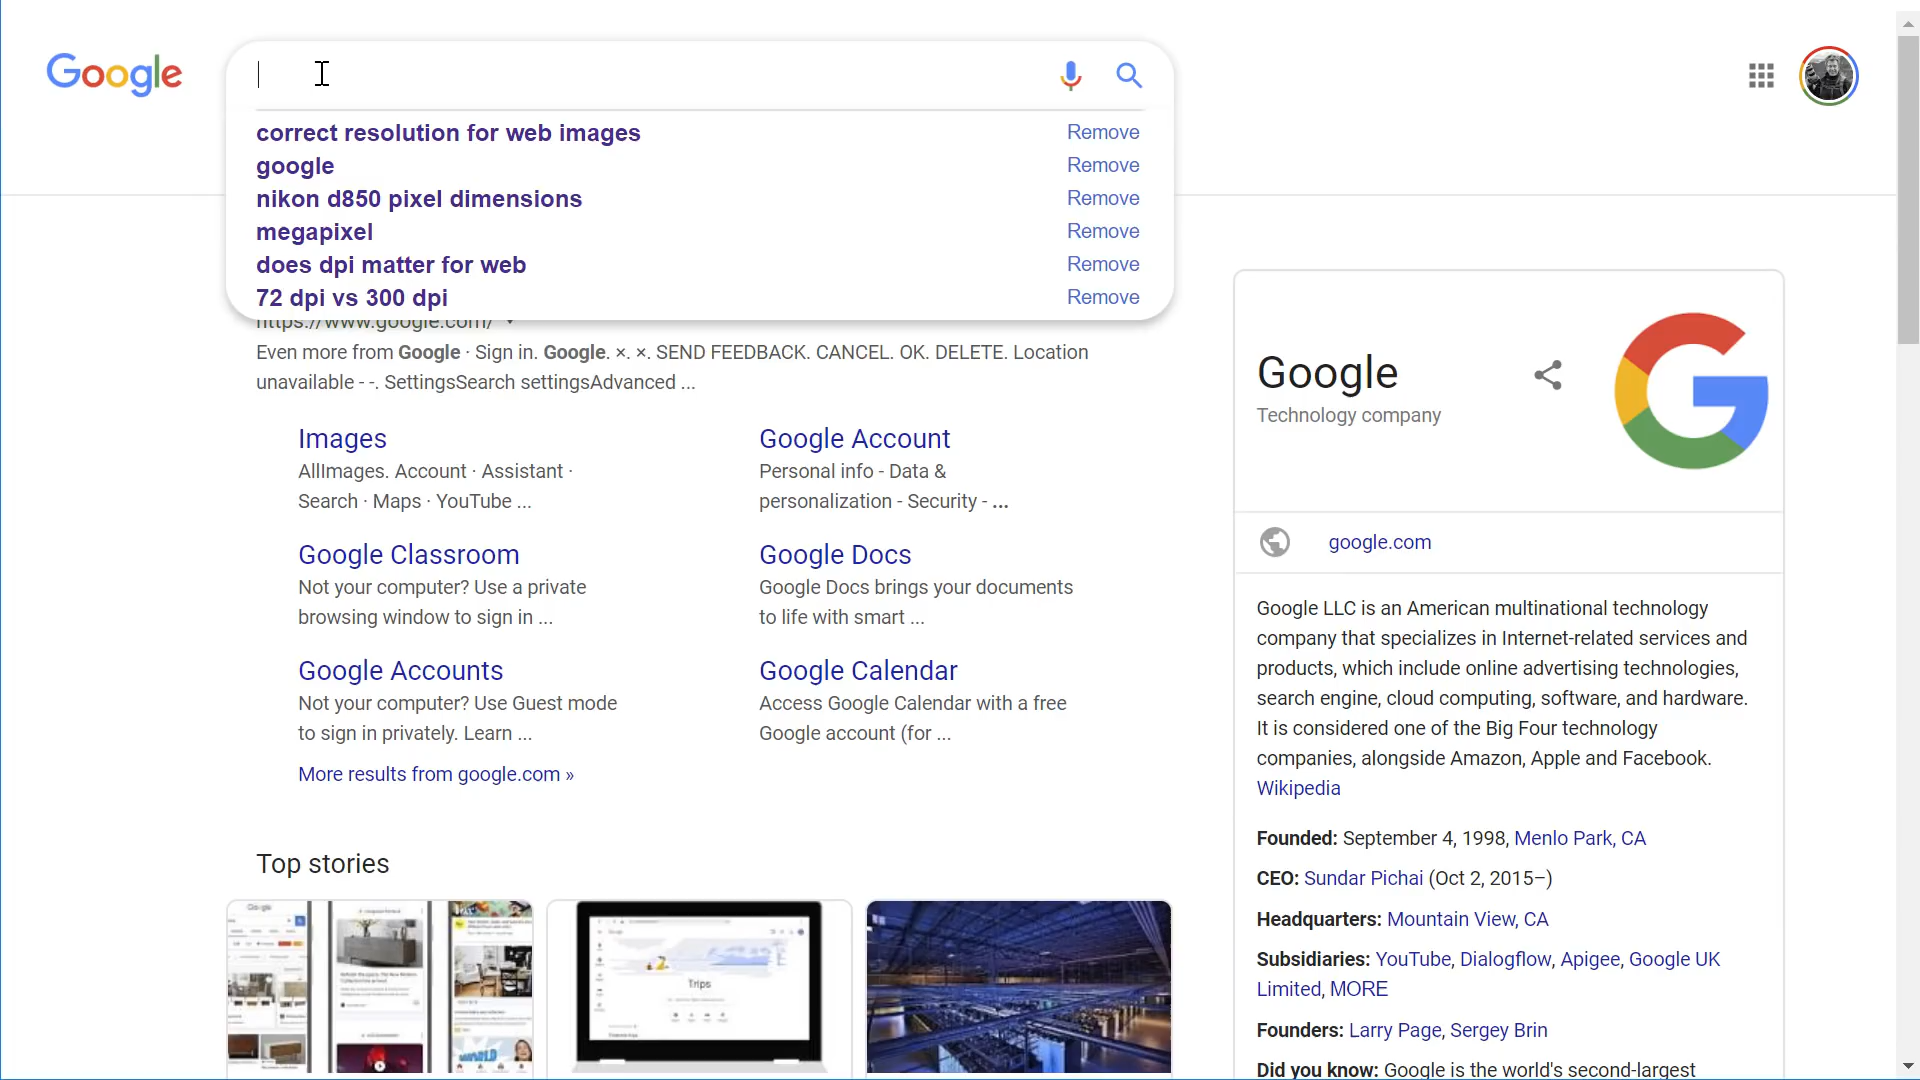 Google
correct resolution for web images Remove
google Remove
nikon d850 pixel dimensions Remove
megapixel Remove
does dpi matter for web Remove
72 dpi vs 300 dpi Remove
https://www.google.com/
Even more from Google · Sign in. Google. ×. ×. SEND FEEDBACK. CANCEL. OK. DELETE. Location
unavailable - -. SettingsSearch settingsAdvanced ...
Images
AllImages. Account · Assistant ·
Search · Maps · YouTube ...
Google Account
Personal info - Data &
personalization - Security - ...
Google Classroom
Not your computer? Use a private
browsing window to sign in ...
Google Docs
Google Docs brings your documents
to life with smart ...
Google Accounts
Not your computer? Use Guest mode
to sign in privately. Learn ...
Google Calendar
Access Google Calendar with a free
Google account (for ...
More results from google.com »
Top stories
Trips
WORLD
Google
Technology company
google.com
Google LLC is an American multinational technology
company that specializes in Internet-related services and
products, which include online advertising technologies,
search engine, cloud computing, software, and hardware.
It is considered one of the Big Four technology
companies, alongside Amazon, Apple and Facebook.
Wikipedia
Founded: September 4, 1998, Menlo Park, CA
CEO: Sundar Pichai (Oct 2, 2015–)
Headquarters: Mountain View, CA
Subsidiaries: YouTube, Dialogflow, Apigee, Google UK
Limited, MORE
Founders: Larry Page, Sergey Brin
Did you know: Google is the world's second-largest